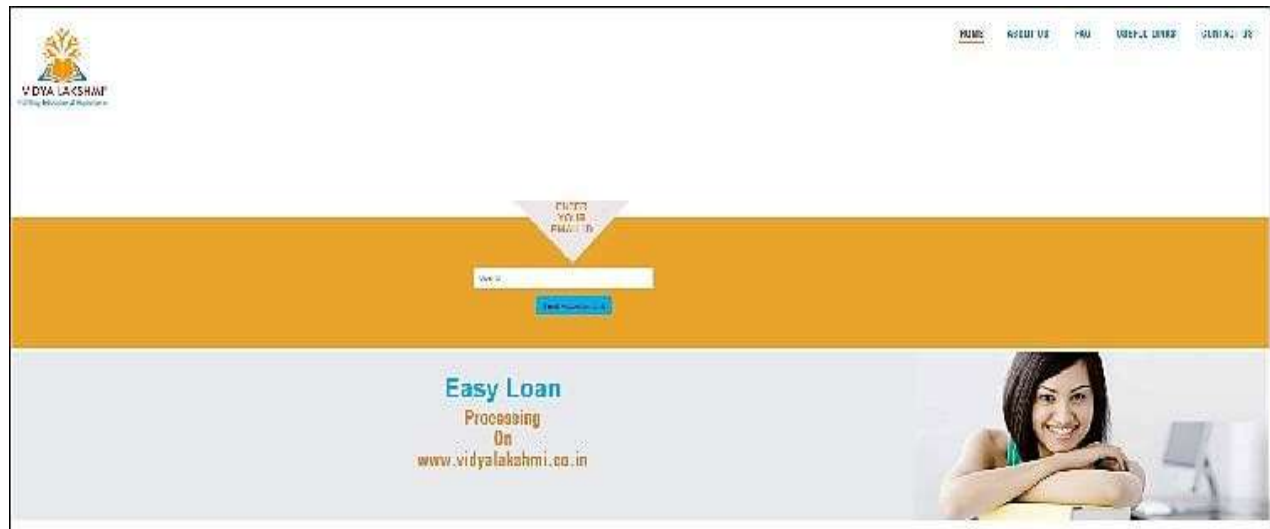 HOME ABOUT US FAQ USEFUL LINKS CONTACT US
VIDYA LAKSHMI
ENTER
YOUR
EMAIL ID
Easy Loan
Processing
On
www.vidyalakshmi.co.in